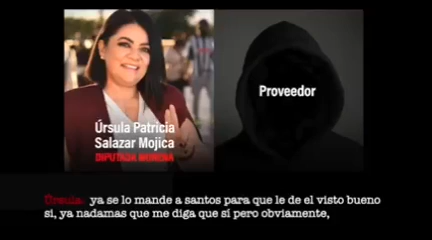 Úrsula Patricia
Salazar Mojica
DIPUTADA MORENA
Proveedor
Úrsula: ya se lo mande a santos para que le de el visto bueno
si, ya nadamas que me diga que sí pero obviamente,